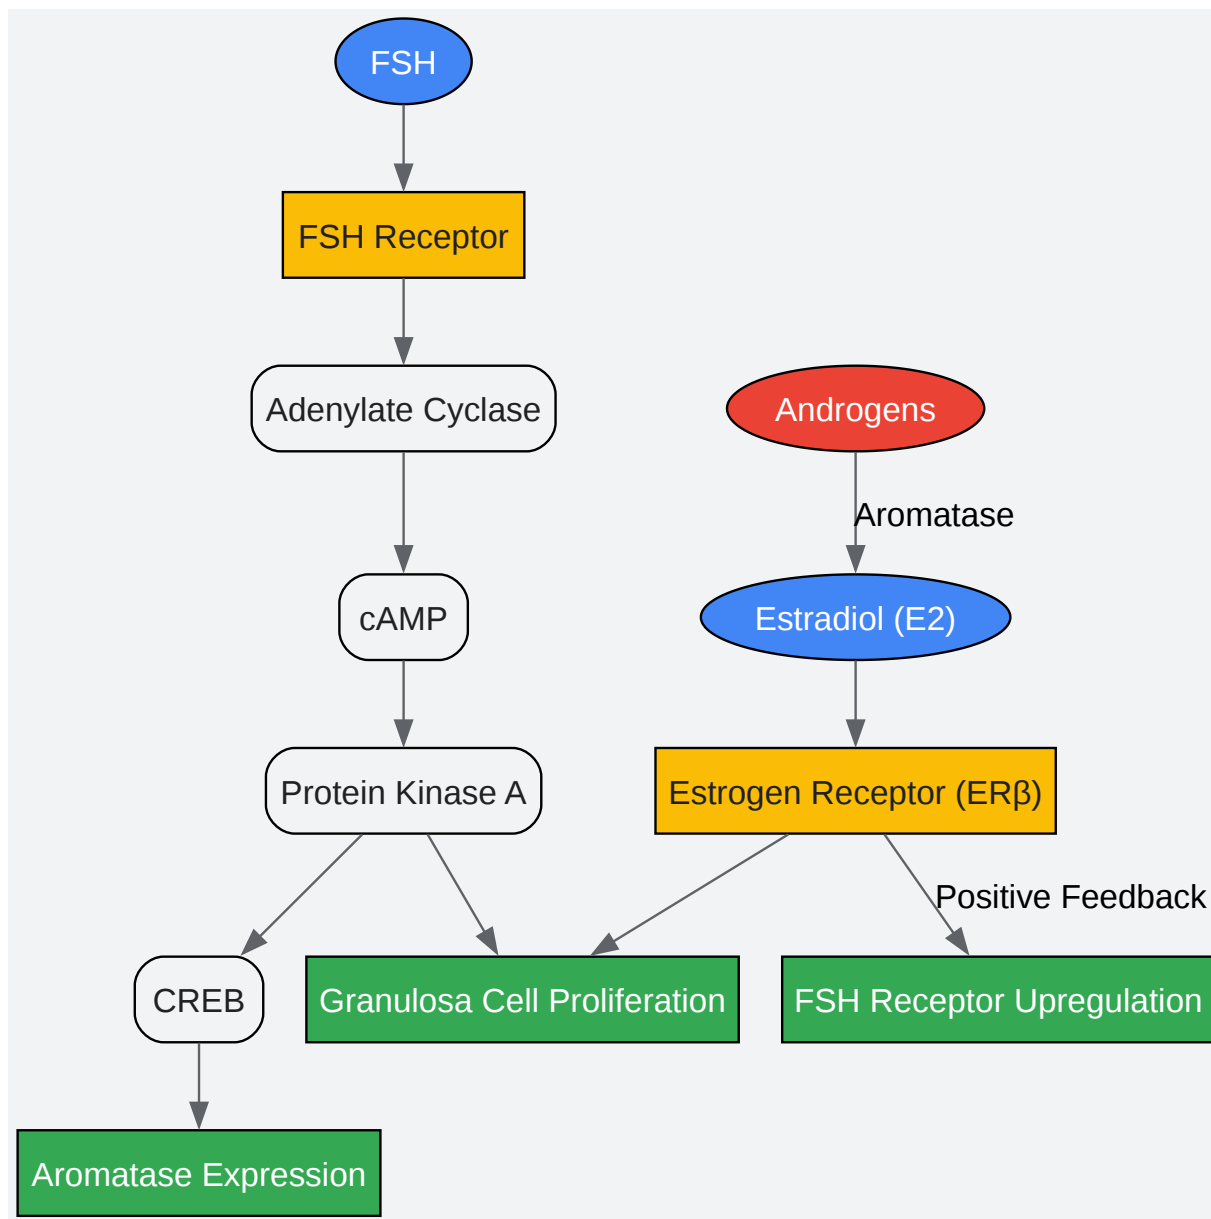 FSH
FSH Receptor
Adenylate Cyclase
Androgens
Aromatase
cAMP
Estradiol (E2)
Protein Kinase A
Estrogen Receptor (ERβ)
Positive Feedback
CREB
Granulosa Cell Proliferation
FSH Receptor Upregulation
Aromatase Expression